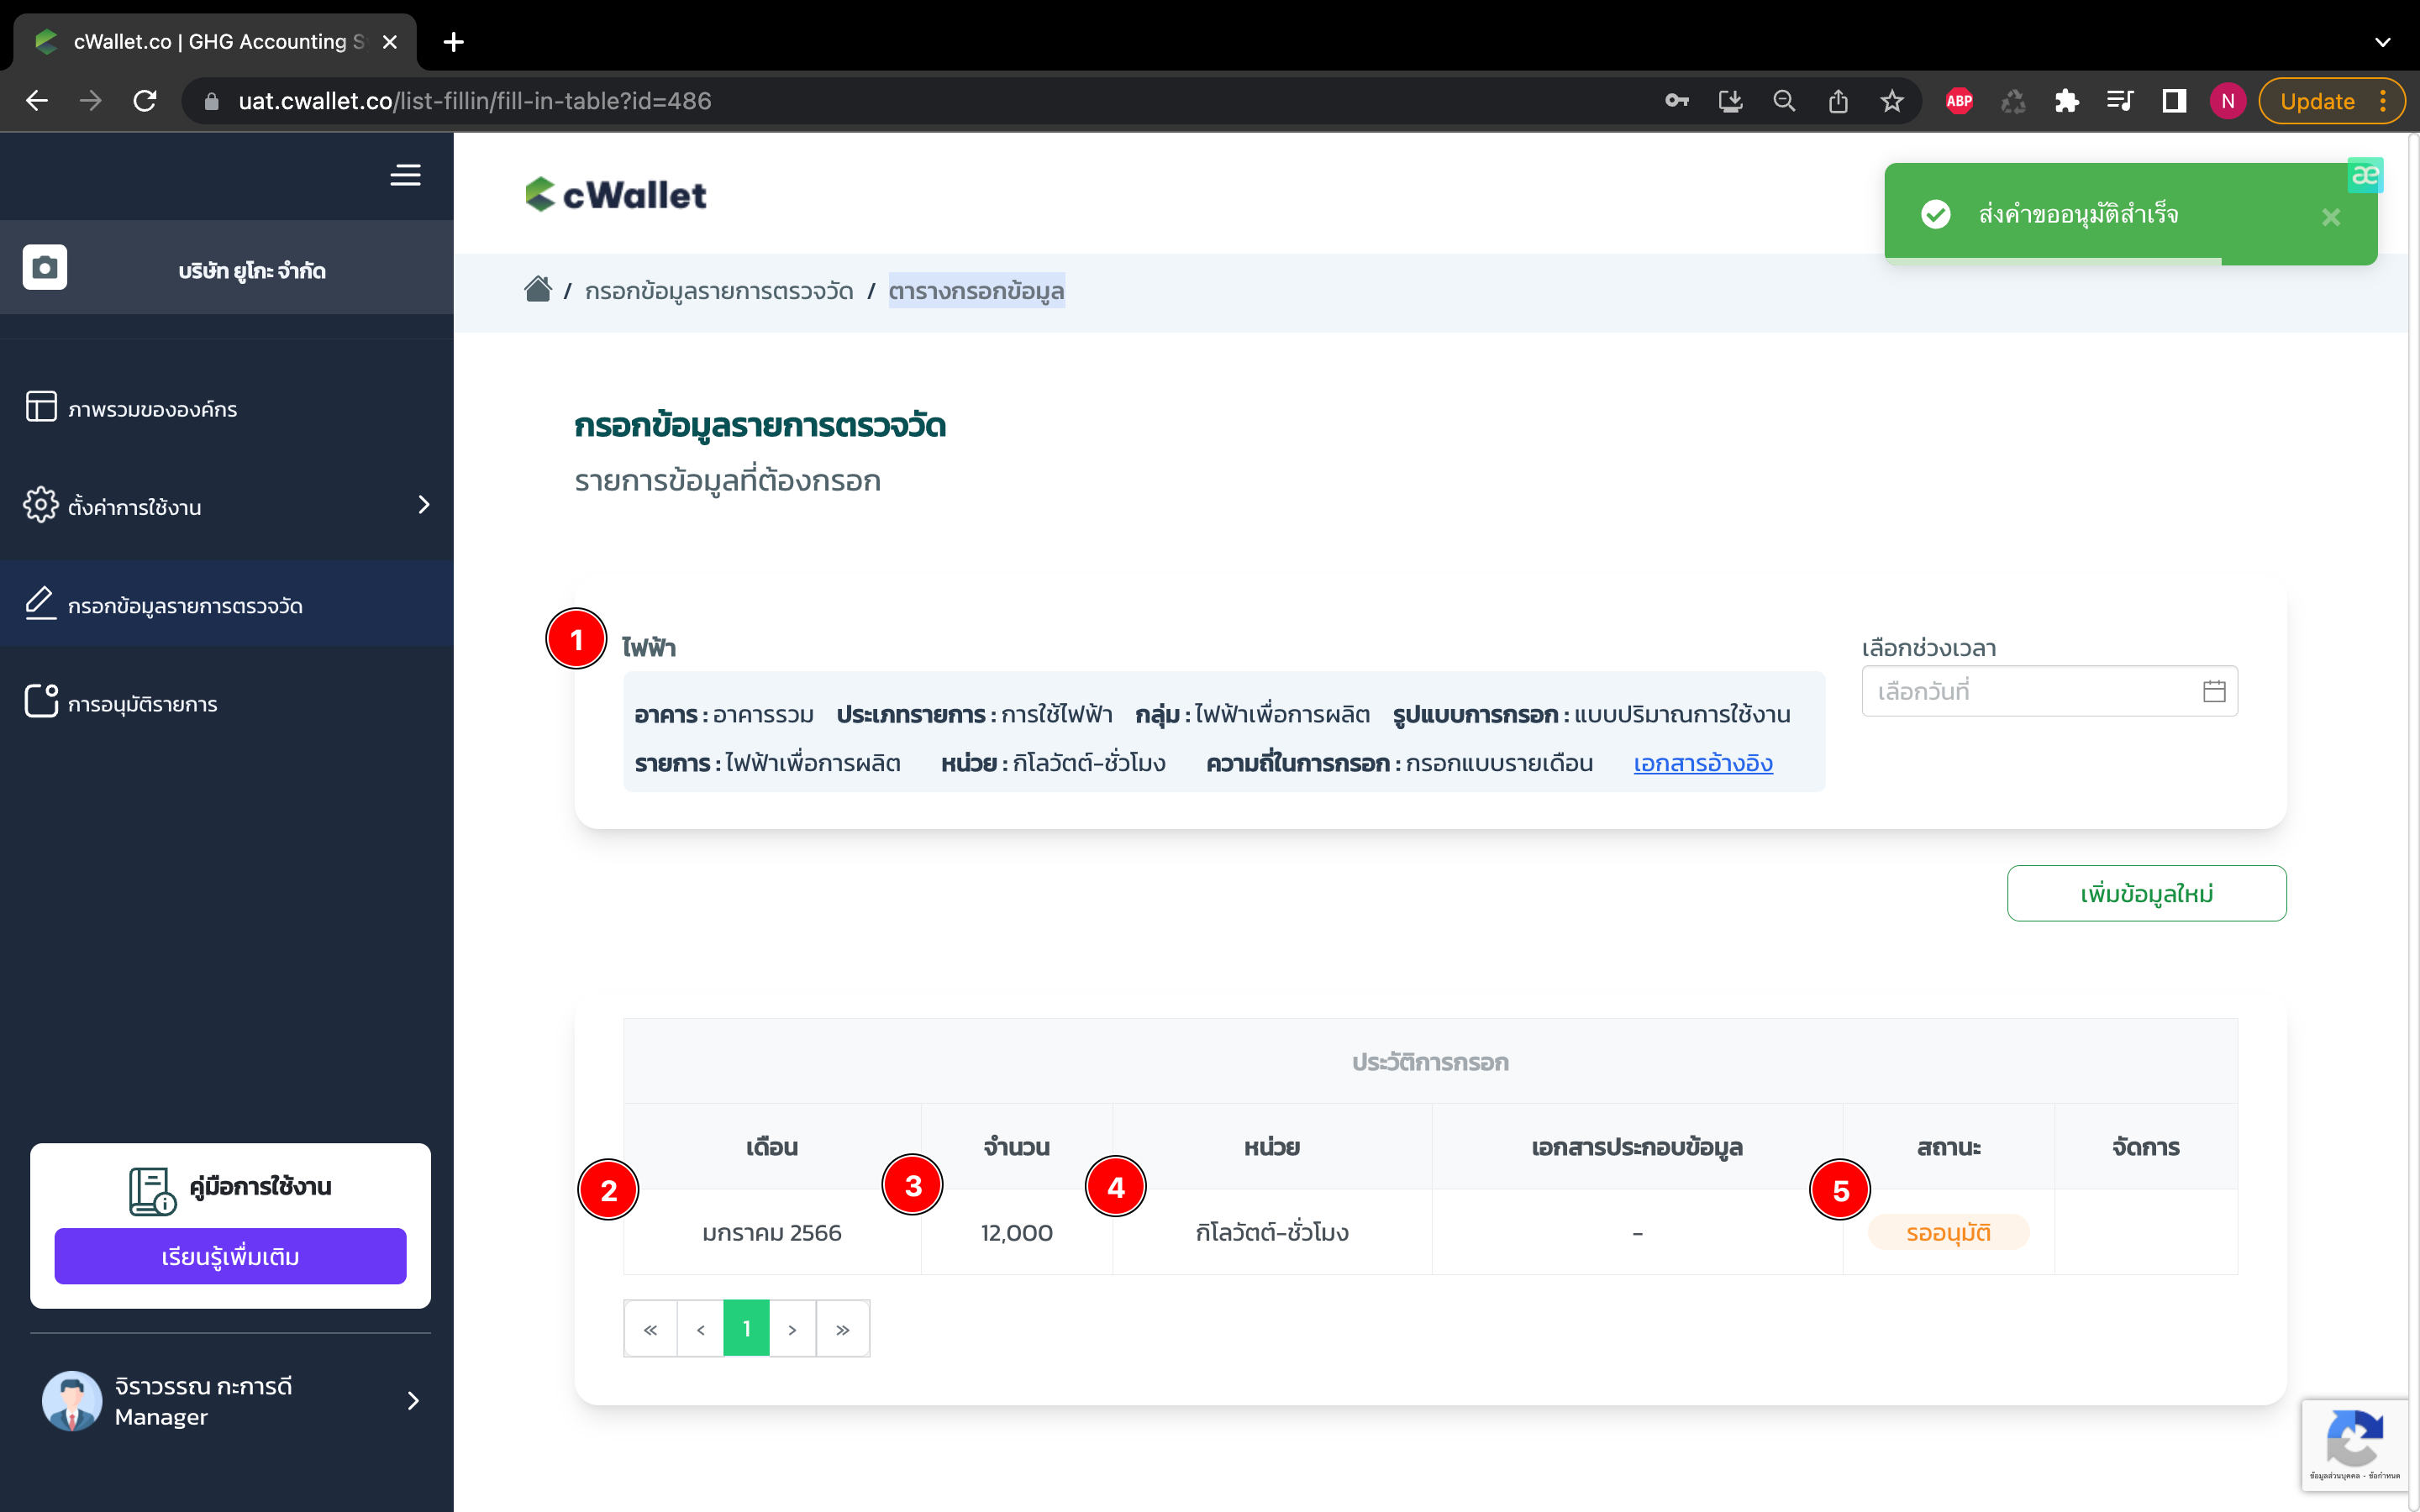 cWallet.co | GHG Accounting S
uat.cwallet.co/list-fillin/fill-in-table?id=486
ABP
N
Update
บริษัท ยูโกะ จำกัด
ภาพรวมขององค์กร
ตั้งค่าการใช้งาน
กรอกข้อมูลรายการตรวจวัด
การอนุมัติรายการ
คู่มือการใช้งาน
เรียนรู้เพิ่มเติม
จิราวรรณ กะการดี
Manager
cWallet
æ
ส่งคำขออนุมัติสำเร็จ
/ กรอกข้อมูลรายการตรวจวัด / ตารางกรอกข้อมูล
กรอกข้อมูลรายการตรวจวัด
รายการข้อมูลที่ต้องกรอก
1
ไฟฟ้า
เลือกช่วงเวลา
เลือกวันที่
อาคาร : อาคารรวม ประเภทรายการ : การใช้ไฟฟ้า กลุ่ม : ไฟฟ้าเพื่อการผลิต รูปแบบการกรอก : แบบปริมาณการใช้งาน
รายการ : ไฟฟ้าเพื่อการผลิต หน่วย : กิโลวัตต์-ชั่วโมง ความถี่ในการกรอก : กรอกแบบรายเดือน เอกสารอ้างอิง
เพิ่มข้อมูลใหม่
ประวัติการกรอก
เดือน จำนวน หน่วย เอกสารประกอบข้อมูล สถานะ จัดการ
2 3 4 5
มกราคม 2566 12,000 กิโลวัตต์-ชั่วโมง - รออนุมัติ
« ‹ 1 › »
ข้อมูลส่วนบุคคล - ข้อกำหนด